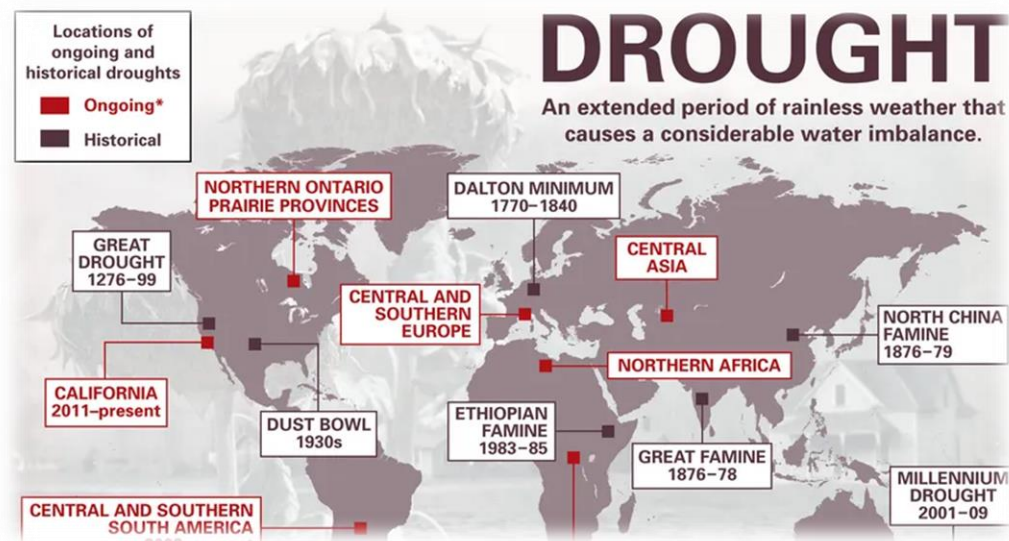 Locations of
ongoing and
historical droughts
Ongoing*
Historical
DROUGHT
An extended period of rainless weather that
causes a considerable water imbalance.
NORTHERN ONTARIO
PRAIRIE PROVINCES
DALTON MINIMUM
1770–1840
GREAT
DROUGHT
1276–99
CENTRAL
ASIA
CENTRAL AND
SOUTHERN
EUROPE
NORTH CHINA
FAMINE
1876–79
NORTHERN AFRICA
CALIFORNIA
2011–present
DUST BOWL
1930s
ETHIOPIAN
FAMINE
1983–85
GREAT FAMINE
1876–78
MILLENNIUM
DROUGHT
2001–09
CENTRAL AND SOUTHERN
SOUTH AMERICA